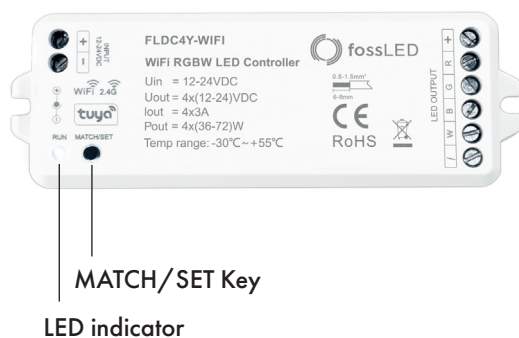 +
−
INPUT
12-24VDC
WiFi 2.4G
tuya
RUN MATCH/SET
FLDC4Y-WIFI
WiFi RGBW LED Controller
Uin = 12-24VDC
Uout = 4x(12-24)VDC
Iout = 4x3A
Pout = 4x(36-72)W
Temp range: -30℃~+55℃
fossLED
0.5-1.5mm²
6-8mm
CE
RoHS
LED OUTPUT
+
R
B
G
W
/
MATCH/SET Key
LED indicator